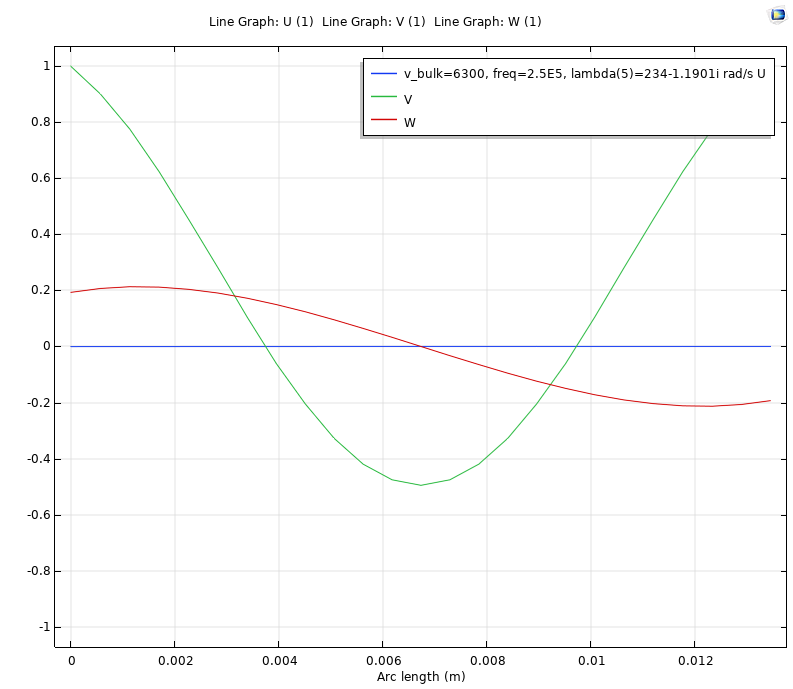 Line Graph: U (1) Line Graph: V (1) Line Graph: W (1)
v_bulk=6300, freq=2.5E5, lambda(5)=234-1.1901i rad/s U
V
W
1
0.8
0.6
0.4
0.2
0
-0.2
-0.4
-0.6
-0.8
-1
0 0.002 0.004 0.006 0.008 0.01 0.012
Arc length (m)